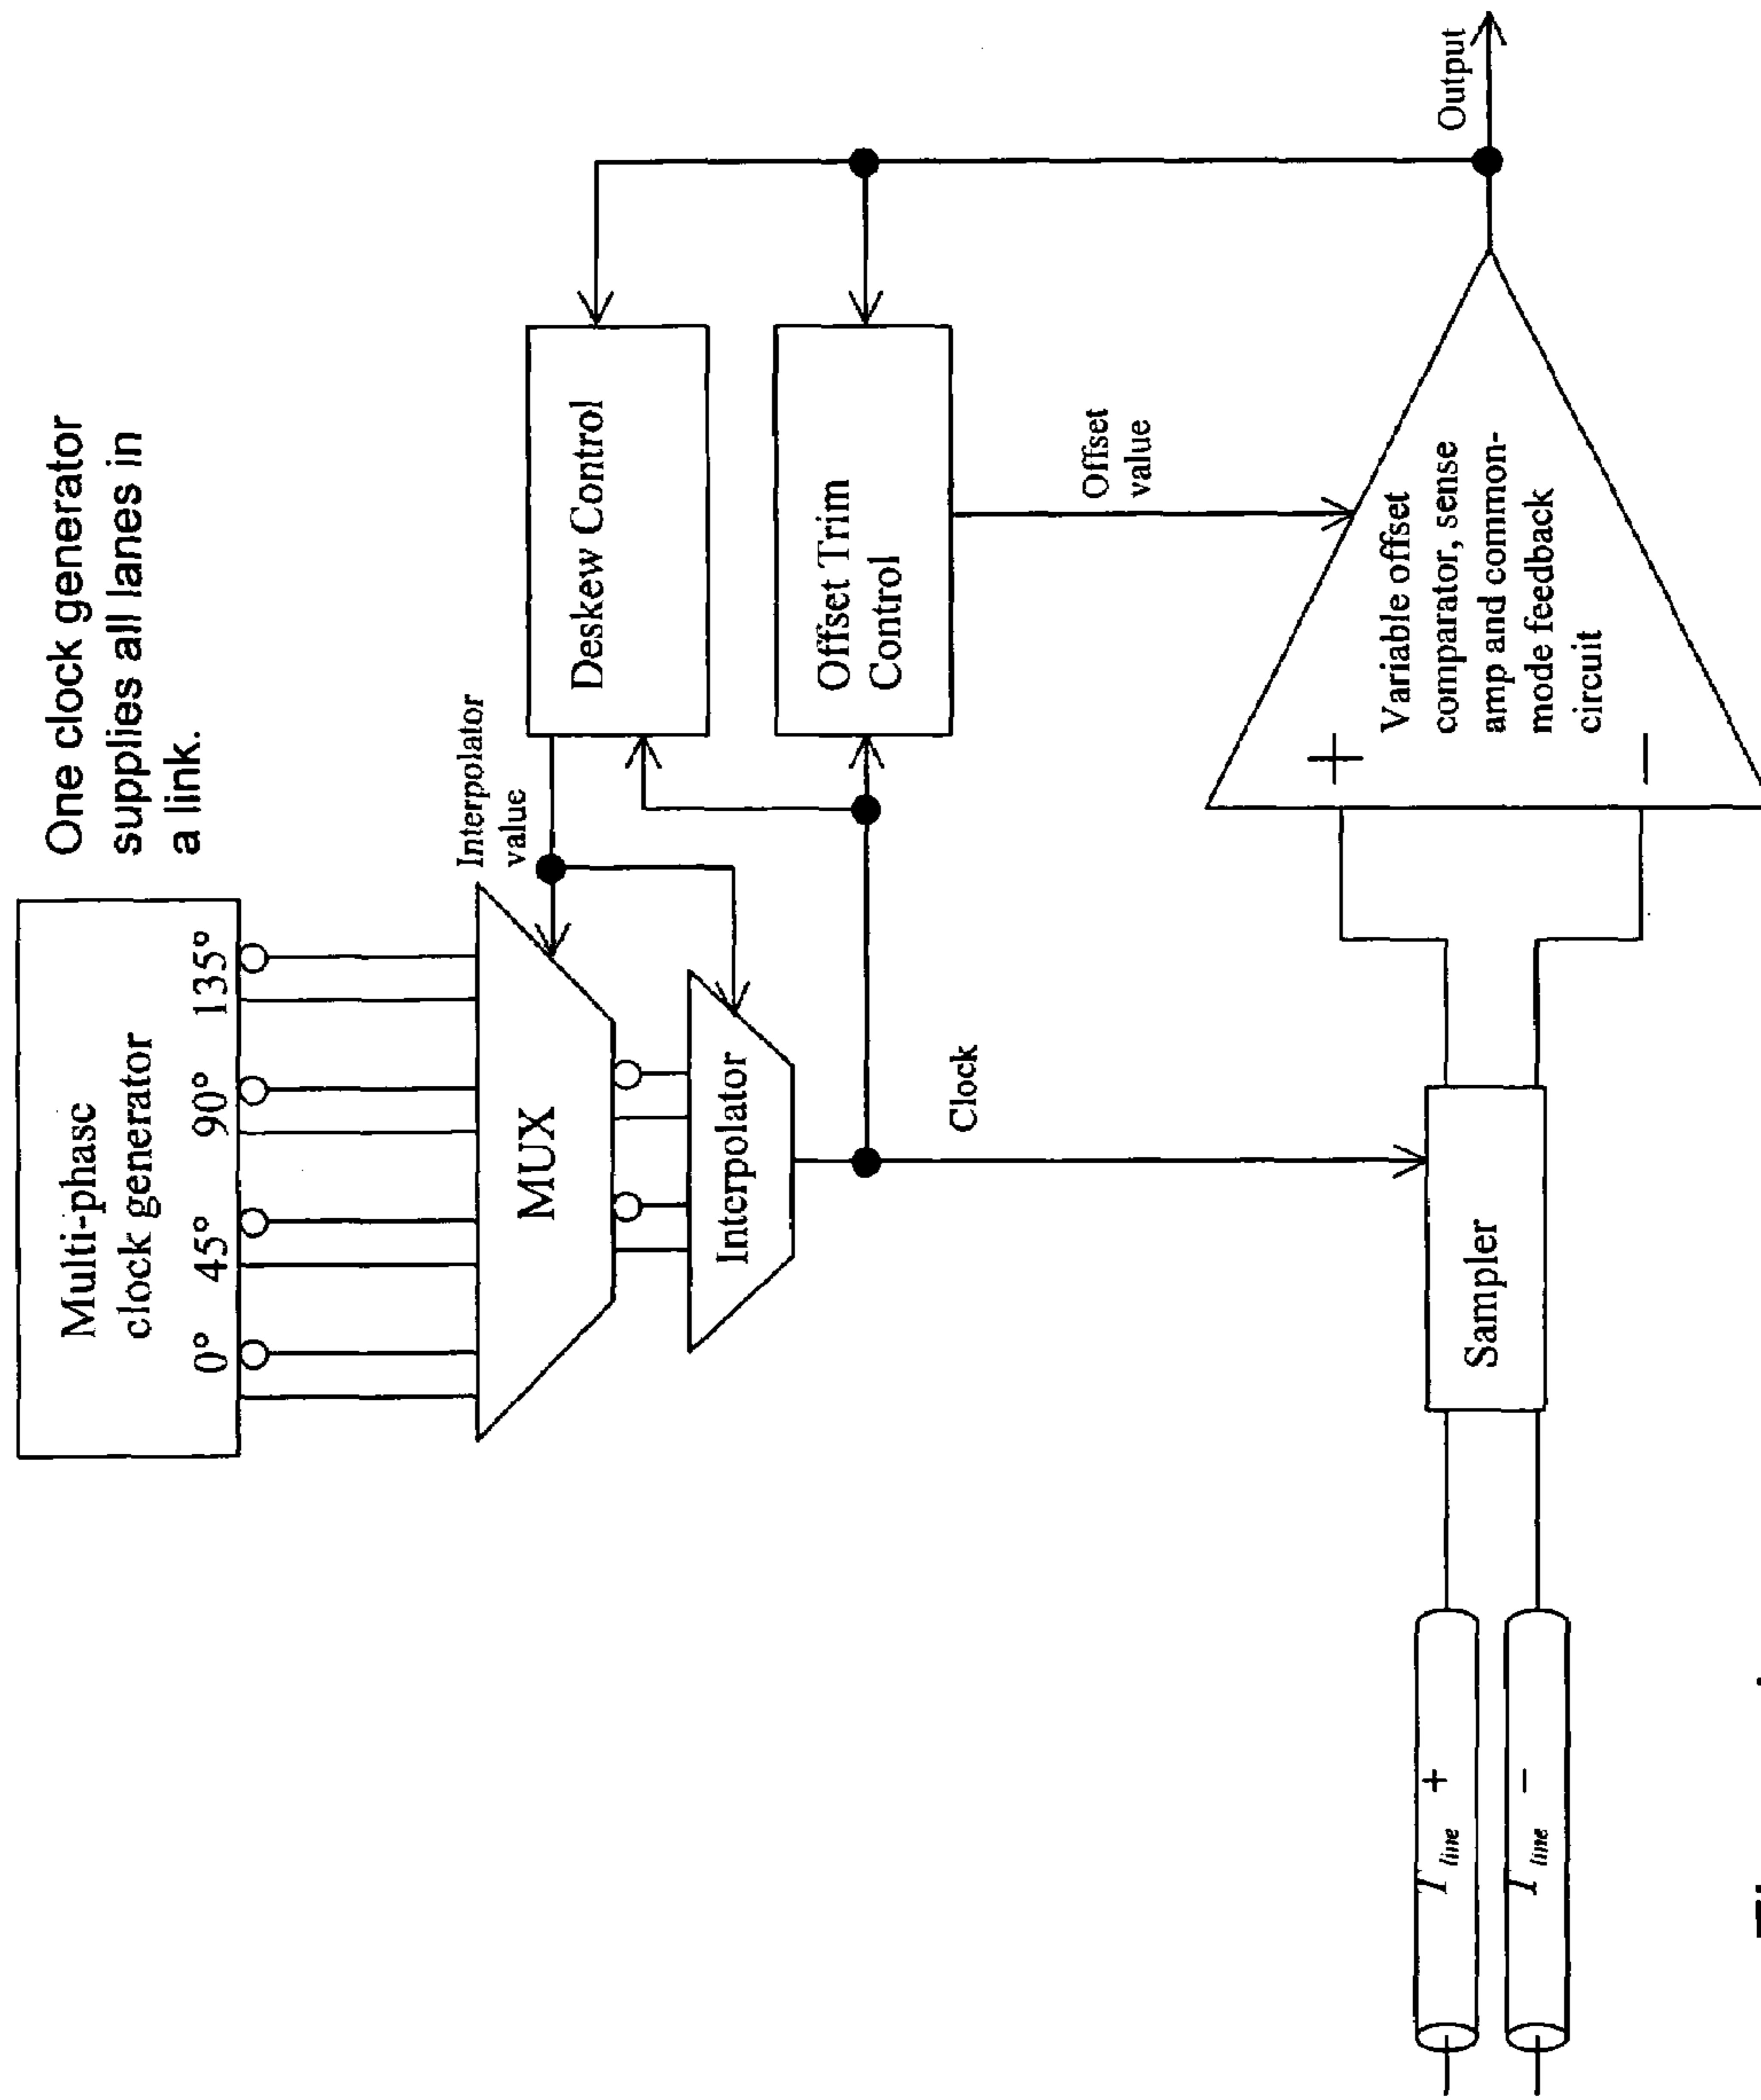 Multi-phase
clock generator
0° 45° 90° 135°
One clock generator
supplies all lanes in
a link.
MUX
Interpolator
value
Interpolator
Deskew Control
Offset Trim
Control
Clock
Offset
value
Output
T line +
T line −
Sampler
+
−
Variable offset
comparator, sense
amp and common-
mode feedback
circuit